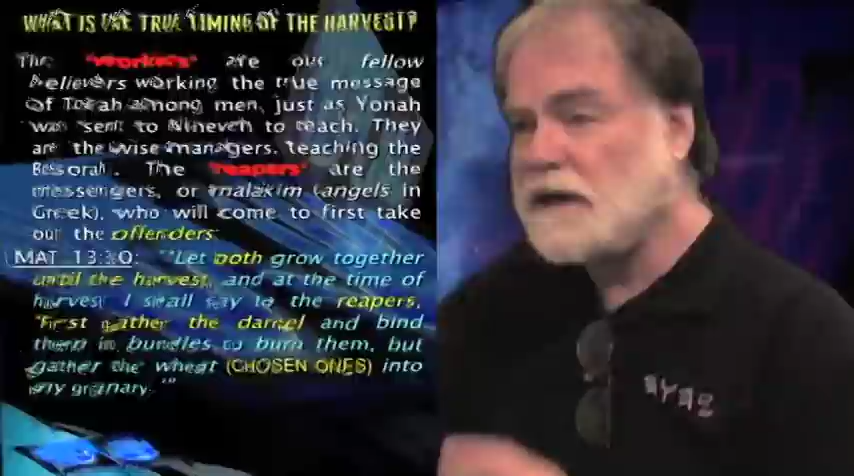 WHAT IS THE TRUE TIMING OF THE HARVEST?
The "workers" are our fellow
believers working the true message
of Torah among men, just as Yonah
was sent to Nineveh to teach. They
are the wise managers, teaching the
Besorah. The "reapers" are the
messengers, or malakim (angels in
Greek), who will come to first take
out the offenders:
MAT 13:30: "'Let both grow together
until the harvest, and at the time of
harvest I shall say to the reapers,
"First gather the darnel and bind
them in bundles to burn them, but
gather the wheat (CHOSEN ONES) into
my granary."'"